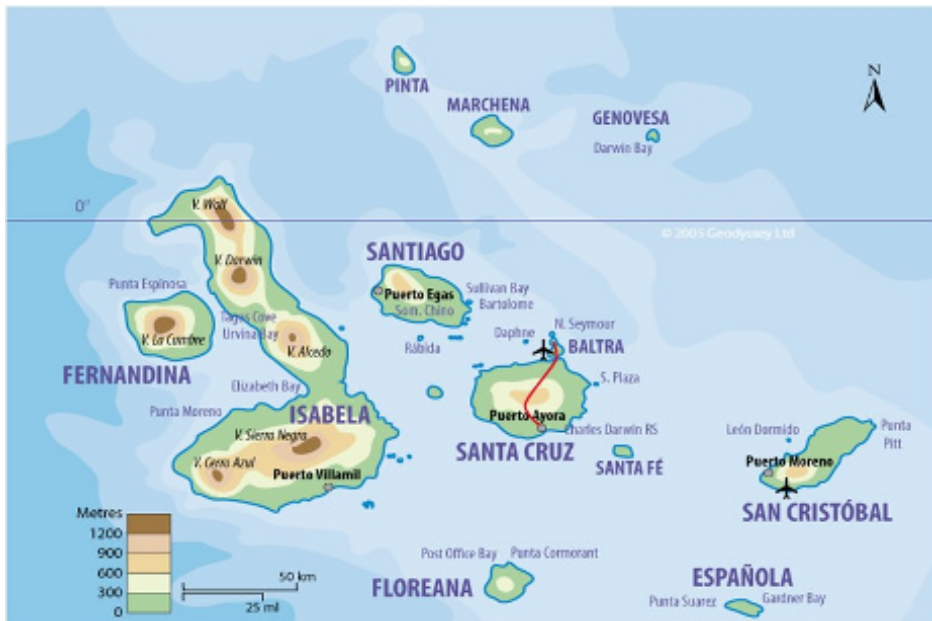 PINTA
MARCHENA
GENOVESA
Darwin Bay
N
0°
V. Wolf
© 2005 Geodyssey Ltd
SANTIAGO
V. Darwin
Punta Espinosa
Puerto Egas
Sullivan Bay
Bartolome
Som. Chino
Tagus Cove
Urvina Bay
V. La Cumbre
V. Alcedo
Rábida
Daphne
N. Seymour
BALTRA
FERNANDINA
Elizabeth Bay
S. Plaza
Punta Moreno
ISABELA
Puerto Ayora
Charles Darwin RS
V. Sierra Negra
SANTA CRUZ
León Dormido
Punta
Pitt
V. Cerro Azul
Puerto Villamil
SANTA FÉ
Puerto Moreno
SAN CRISTÓBAL
Metres
1200
900
600
300
0
50 km
25 ml
Post Office Bay
Punta Cormorant
FLOREANA
ESPAÑOLA
Punta Suarez
Gardner Bay